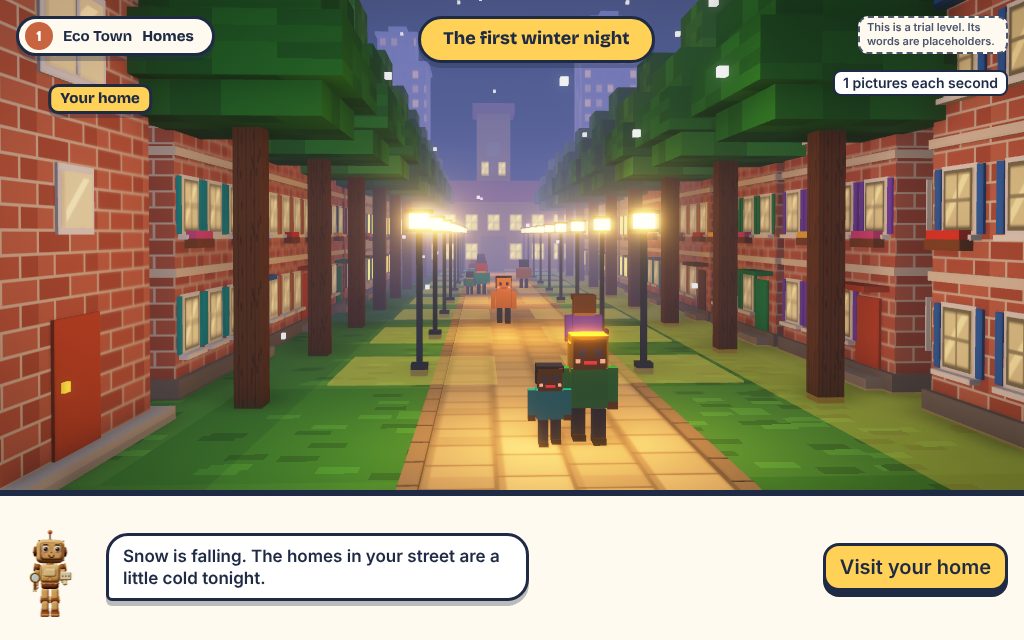 1 Eco Town Homes
The first winter night
This is a trial level. Its
words are placeholders.
1 pictures each second
Your home
Snow is falling. The homes in your street are a
little cold tonight.
Visit your home